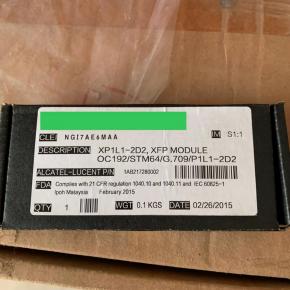 CLEI NGI7AE6MAA IM S1:1
DESCRIPTION XP1L1-2D2, XFP MODULE
OC192/STM64/G.709/P1L1-2D2
ALCATEL-LUCENT P/N 1AB217280002
FDA Complies with 21 CFR regulation 1040.10 and 1040.11 and IEC 60825-1
Ipoh Malaysia February 2015
QTY 1 WGT 0.1 KGS DATE 02/26/2015